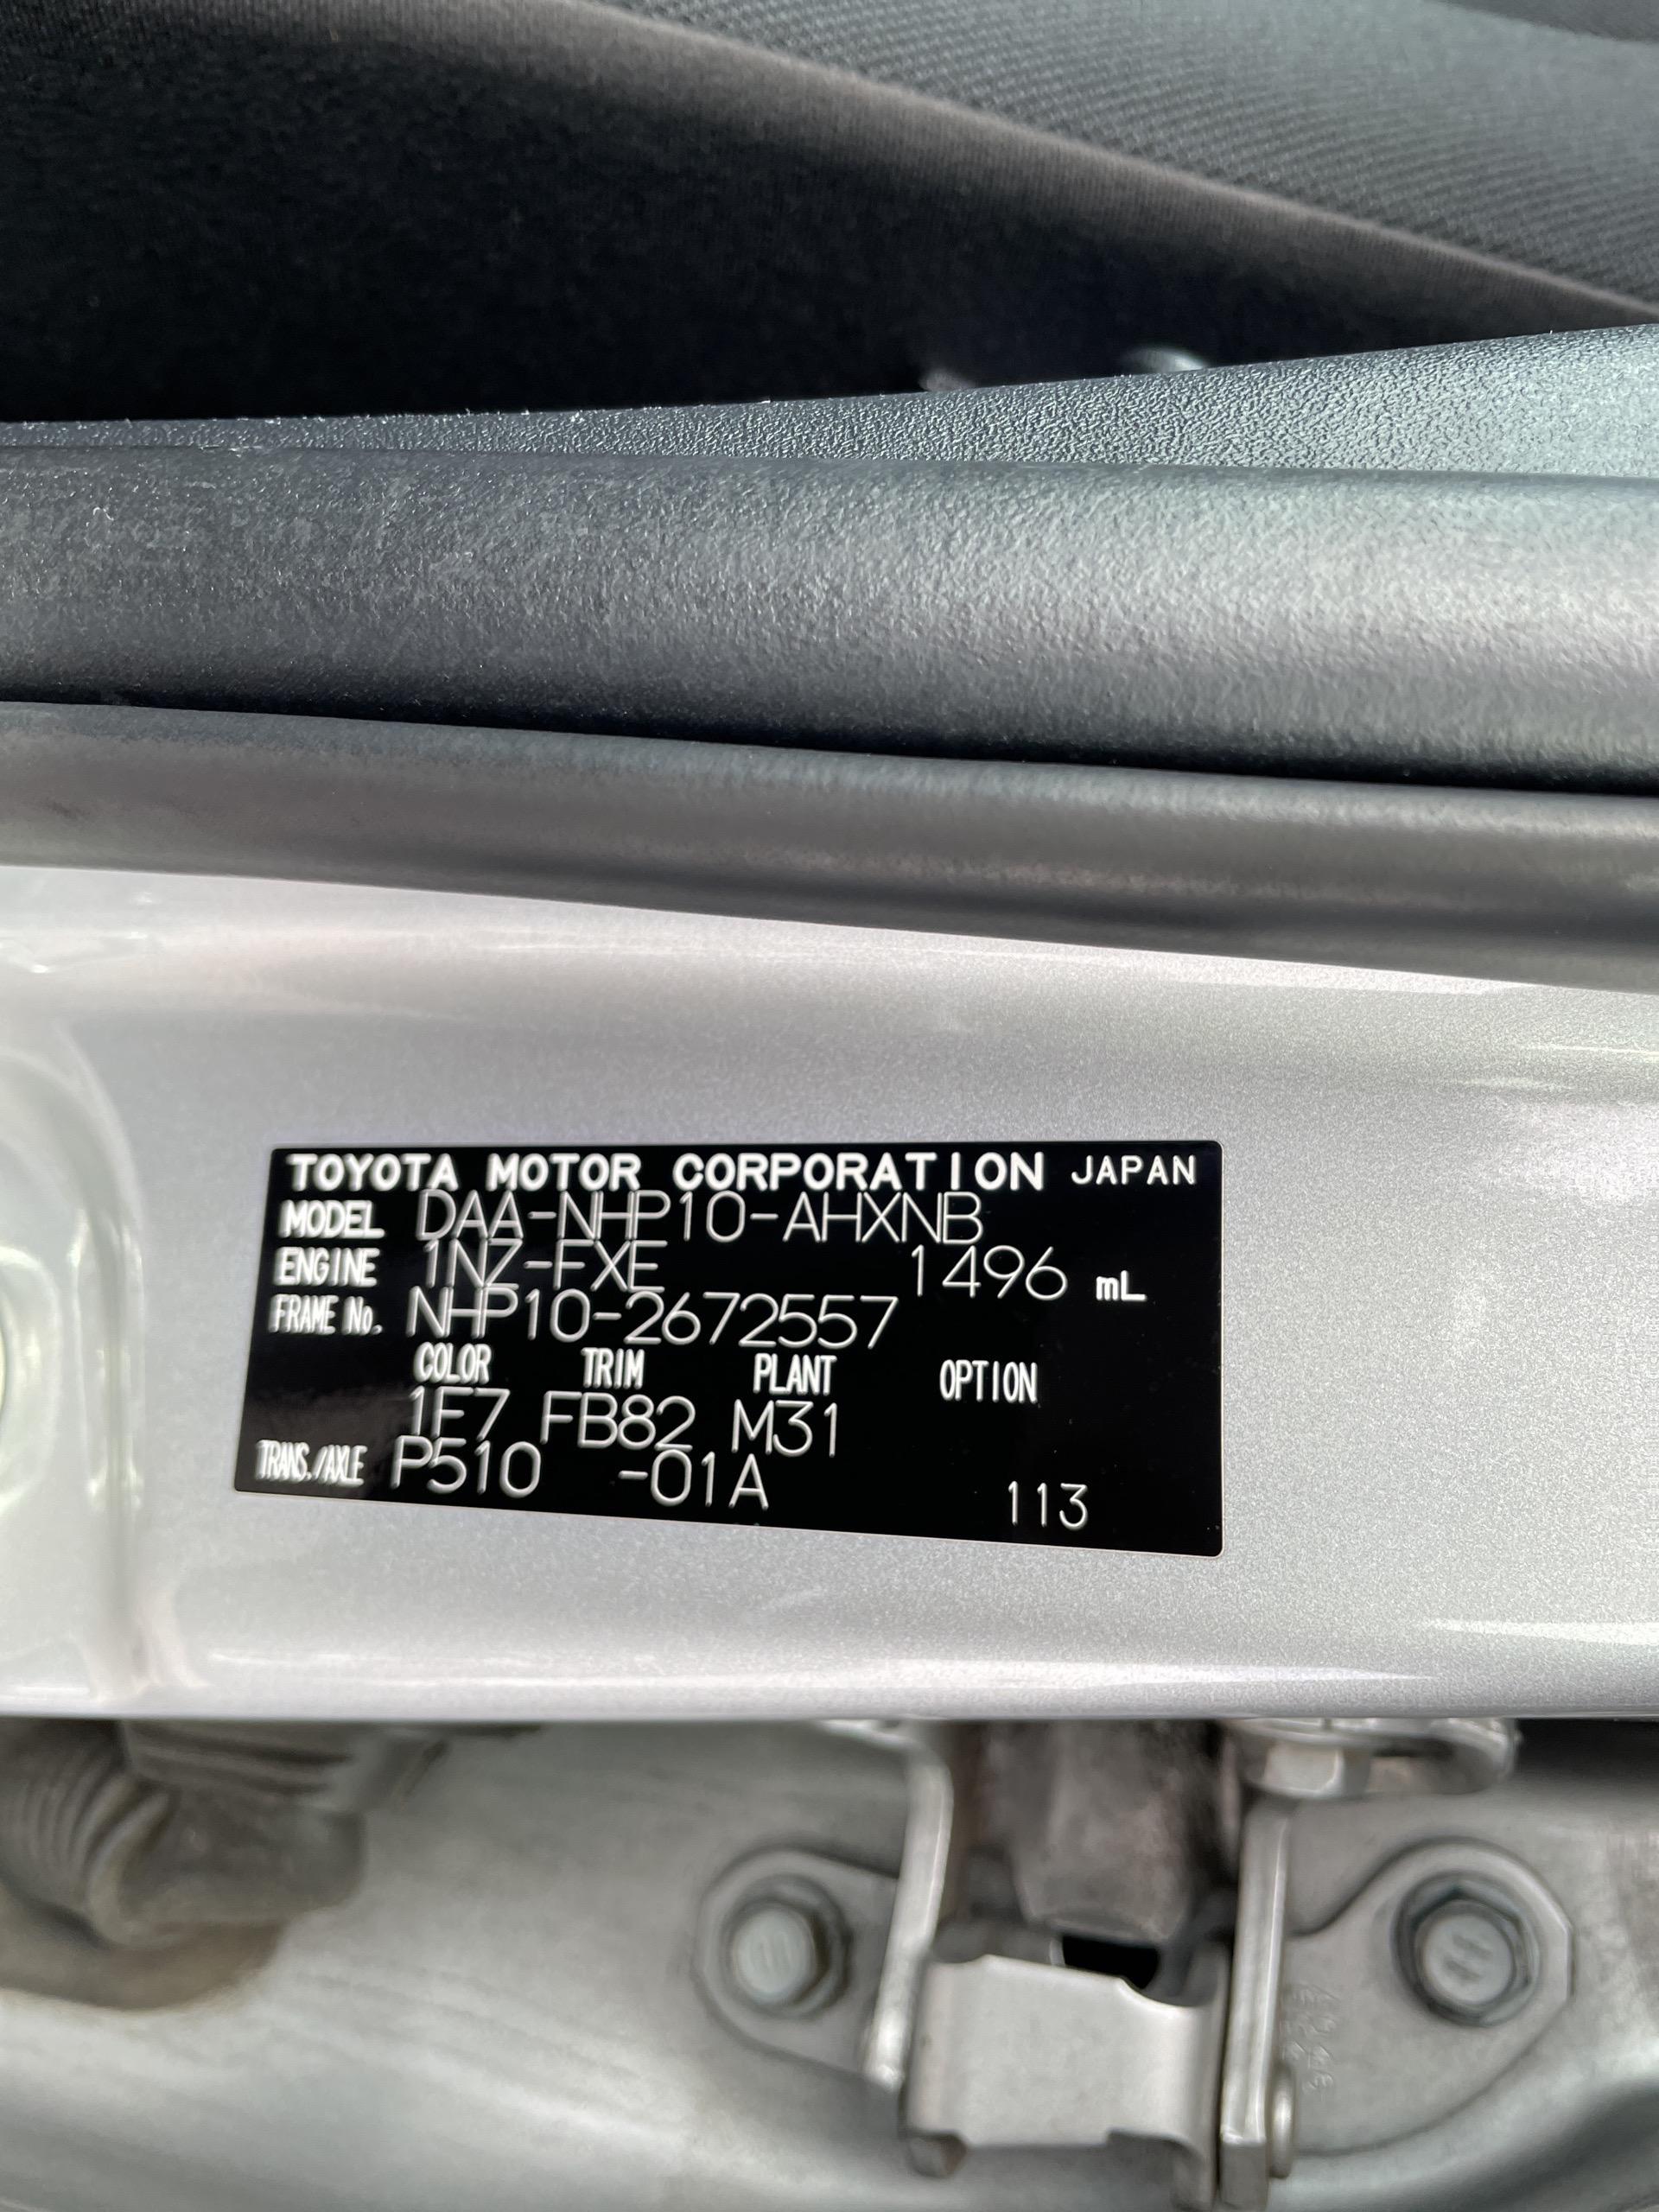 TOYOTA MOTOR CORPORATION JAPAN
MODEL DAA-NHP10-AHXNB
ENGINE 1NZ-FXE 1496 mL
FRAME No. NHP10-2672557
COLOR TRIM PLANT OPTION
1F7 FB82 M31
TRANS./AXLE P510 -01A 113